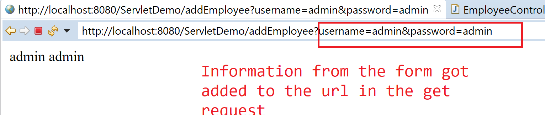 http://localhost:8080/ServletDemo/addEmployee?username=admin&password=admin
EmployeeControl
http://localhost:8080/ServletDemo/addEmployee?username=admin&password=admin
admin admin
Information from the form got
added to the url in the get
request